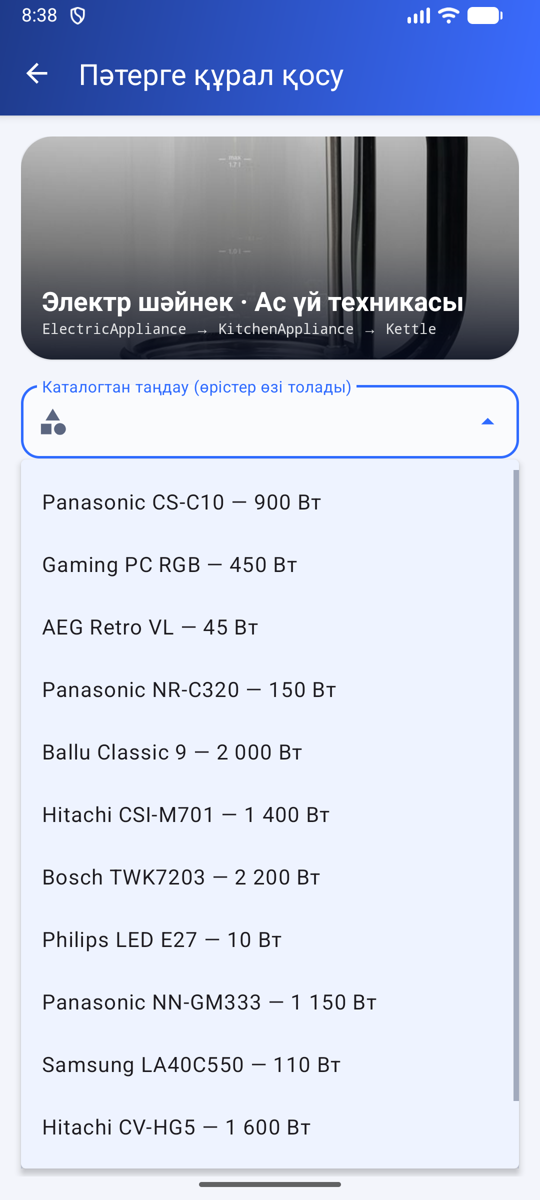 8:38
Пәтерге құрал қосу
max
1,7 l
Электр шәйнек · Ас үй техникасы
ElectricAppliance → KitchenAppliance → Kettle
Каталогтан таңдау (өрістер өзі толады)
Panasonic CS-C10 — 900 Вт
Gaming PC RGB — 450 Вт
AEG Retro VL — 45 Вт
Panasonic NR-C320 — 150 Вт
Ballu Classic 9 — 2 000 Вт
Hitachi CSI-M701 — 1 400 Вт
Bosch TWK7203 — 2 200 Вт
Philips LED E27 — 10 Вт
Panasonic NN-GM333 — 1 150 Вт
Samsung LA40C550 — 110 Вт
Hitachi CV-HG5 — 1 600 Вт